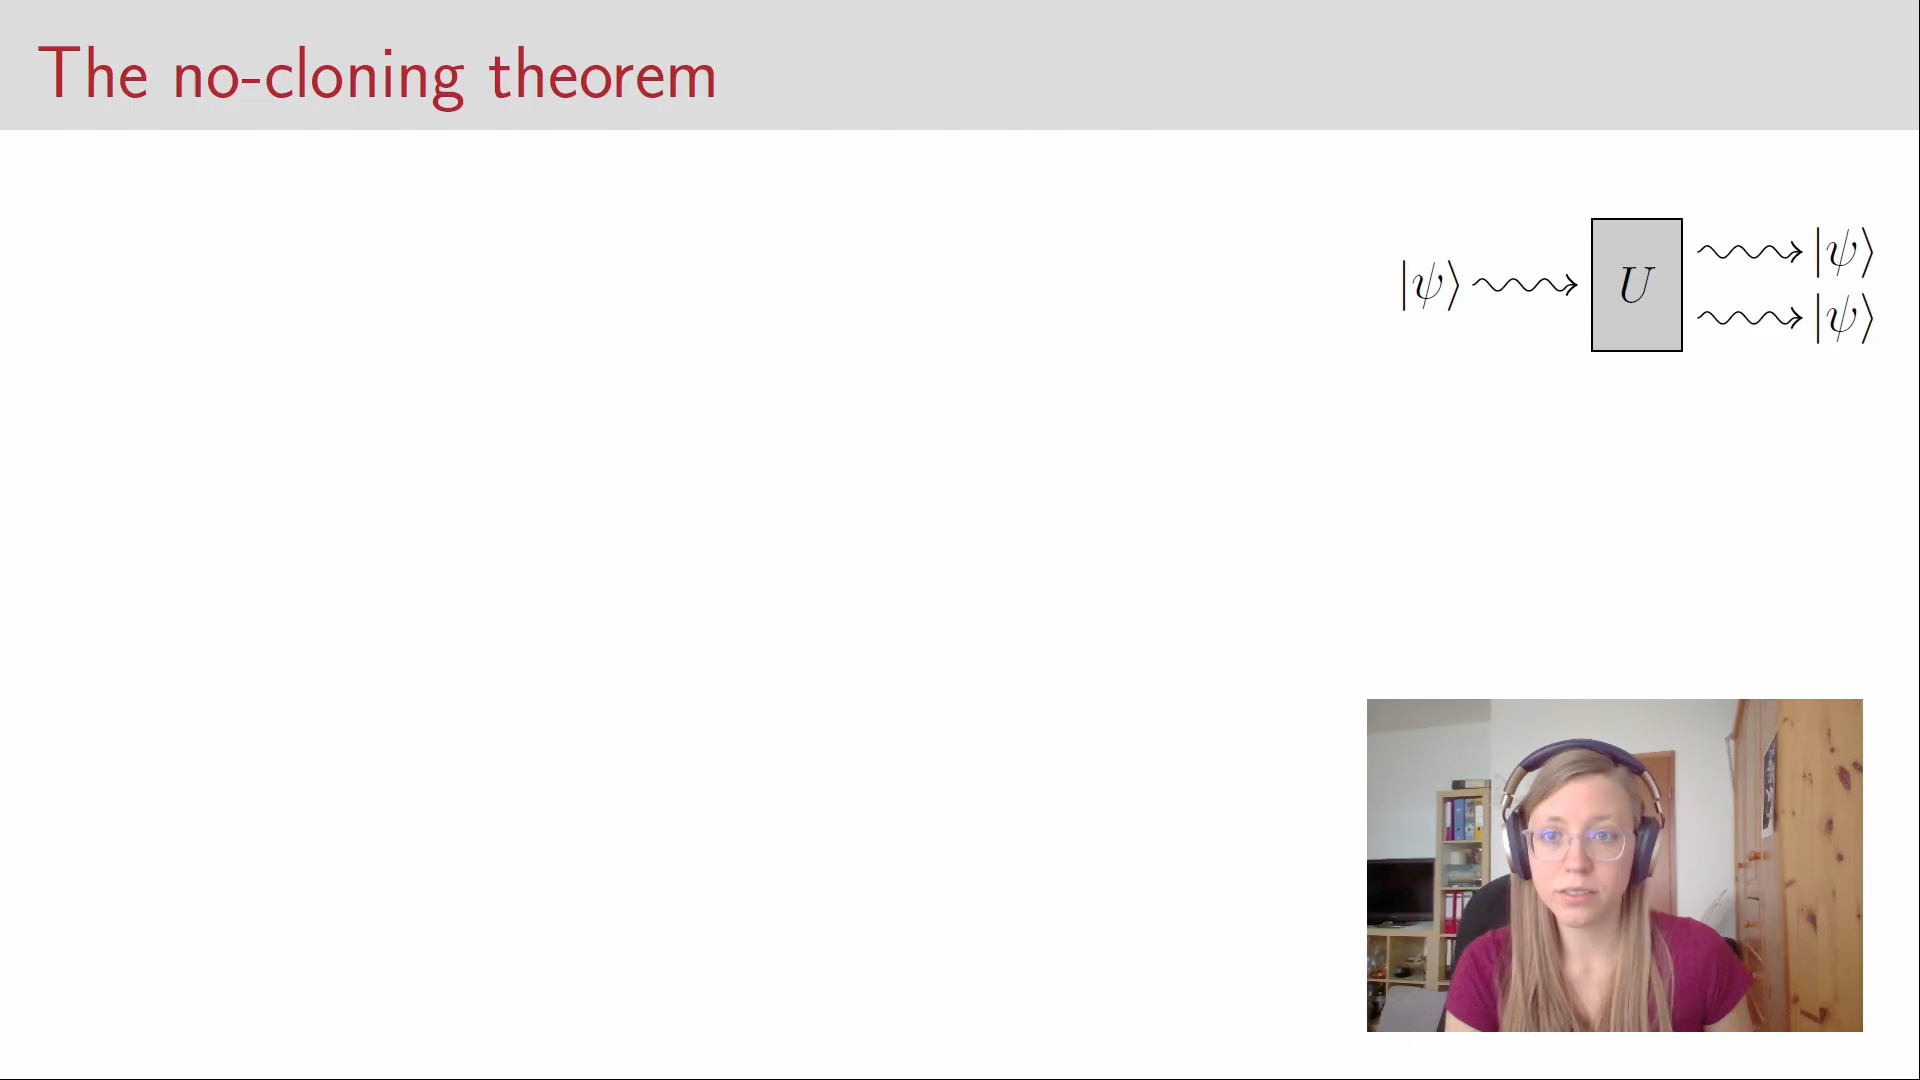 The no-cloning theorem
|ψ⟩ U |ψ⟩
|ψ⟩